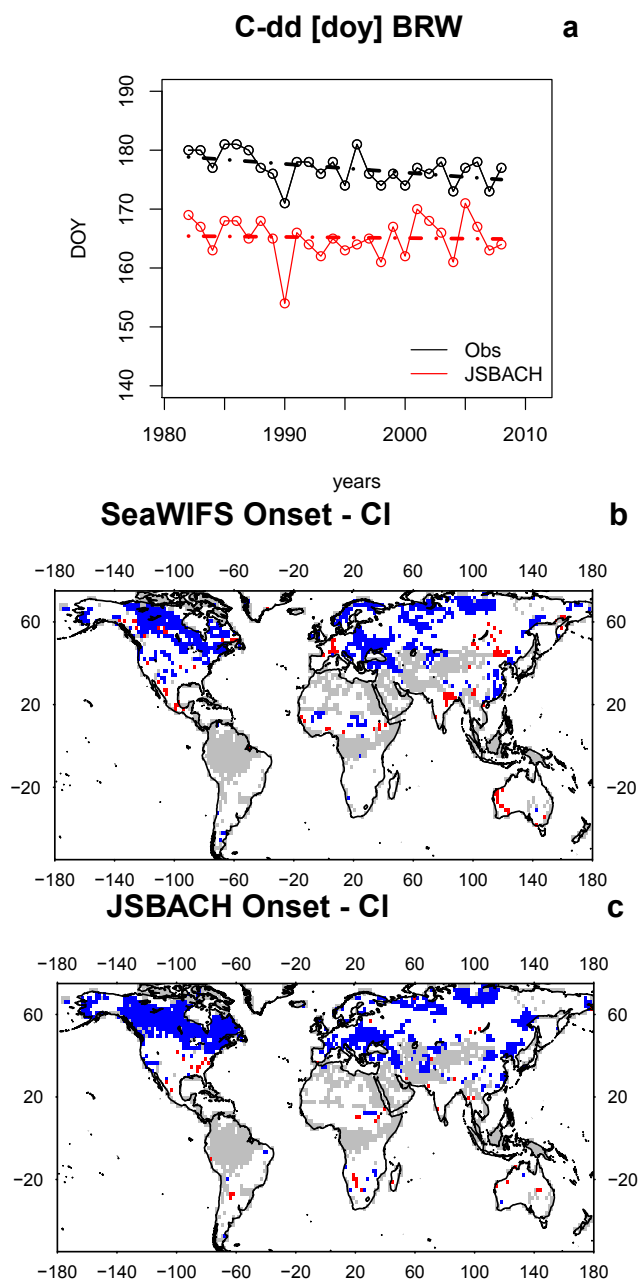 C-dd [doy] BRW a
190
180
170
160
150
140
DOY
Obs
JSBACH
1980 1990 2000 2010
years
SeaWIFS Onset - CI b
−180 −140 −100 −60 −20 20 60 100 140 180
60 60
20 20
−20 −20
−180 −140 −100 −60 −20 20 60 100 140 180
JSBACH Onset - CI c
−180 −140 −100 −60 −20 20 60 100 140 180
60 60
20 20
−20 −20
−180 −140 −100 −60 −20 20 60 100 140 180